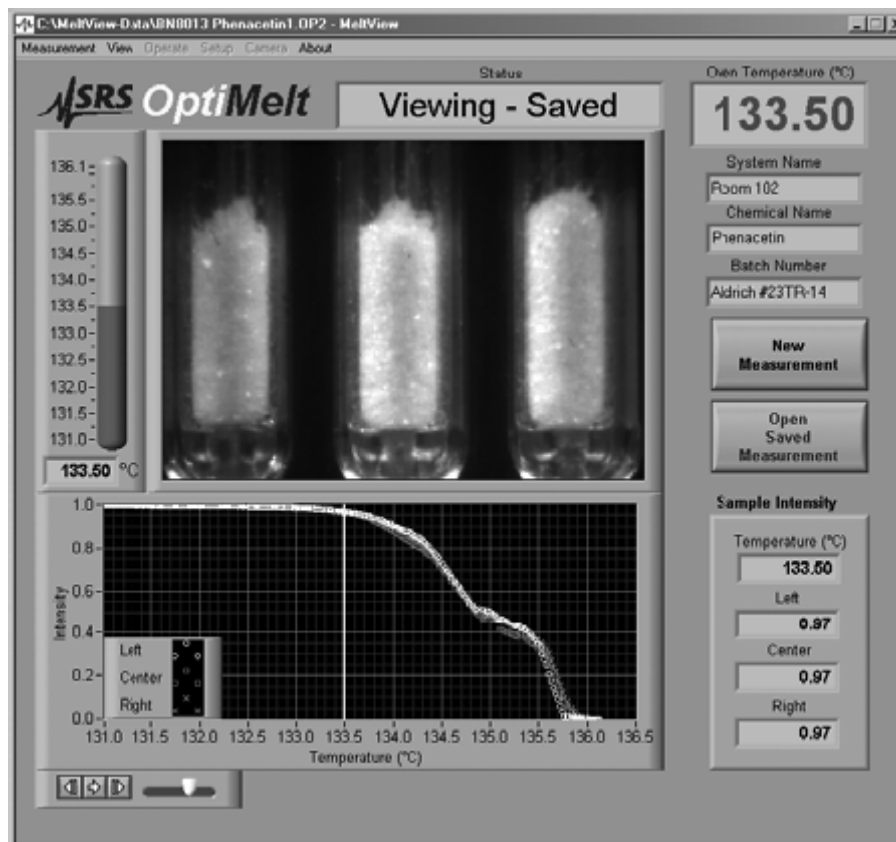 C:\MeltView-Data\BN8013 Phenacetin1.OP2 - MeltView
Measurement View Operate Setup Camera About
SRS OptiMelt
Status
Viewing - Saved
Oven Temperature (°C)
133.50
System Name
Room 102
Chemical Name
Phenacetin
Batch Number
Aldrich #23TR-14
New
Measurement
Open
Saved
Measurement
136.1
135.5
135.0
134.5
134.0
133.5
133.0
132.5
132.0
131.5
131.0
133.50 °C
Intensity
1.0
0.8
0.6
0.4
0.2
0.0
Left
Center
Right
131.0 131.5 132.0 132.5 133.0 133.5 134.0 134.5 135.0 135.5 136.0 136.5
Temperature (°C)
Sample Intensity
Temperature (°C)
133.50
Left
0.97
Center
0.97
Right
0.97